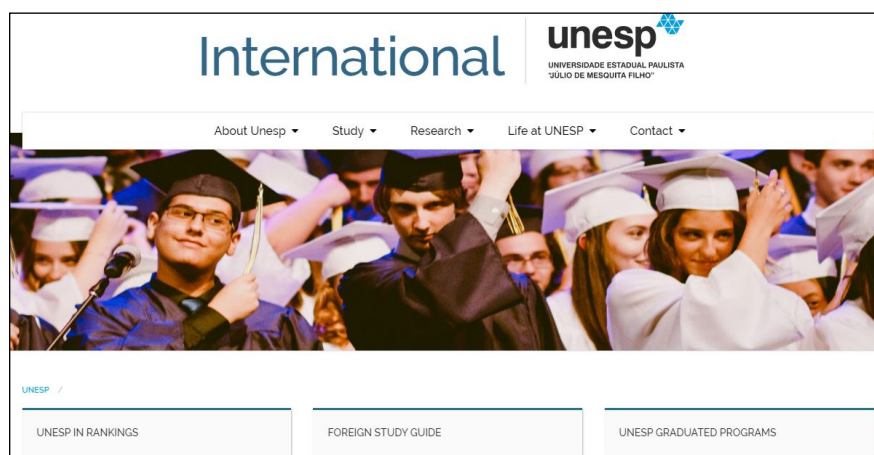 International
unesp
UNIVERSIDADE ESTADUAL PAULISTA
"JÚLIO DE MESQUITA FILHO"
About Unesp Study Research Life at UNESP Contact
UNESP /
UNESP IN RANKINGS FOREIGN STUDY GUIDE UNESP GRADUATED PROGRAMS